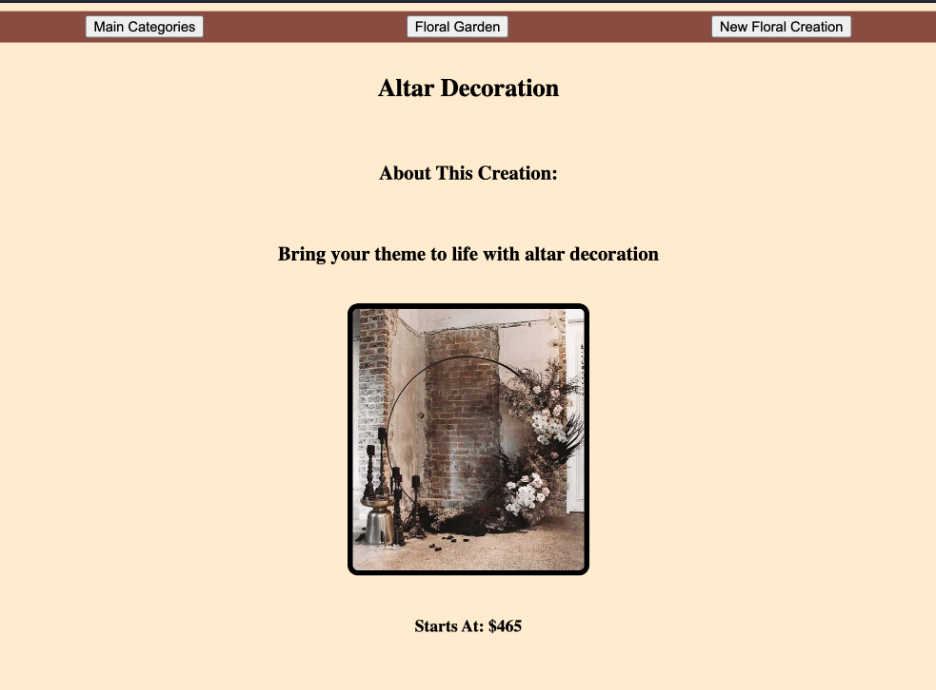 Main Categories
Floral Garden
New Floral Creation
Altar Decoration
About This Creation:
Bring your theme to life with altar decoration
Starts At: $465